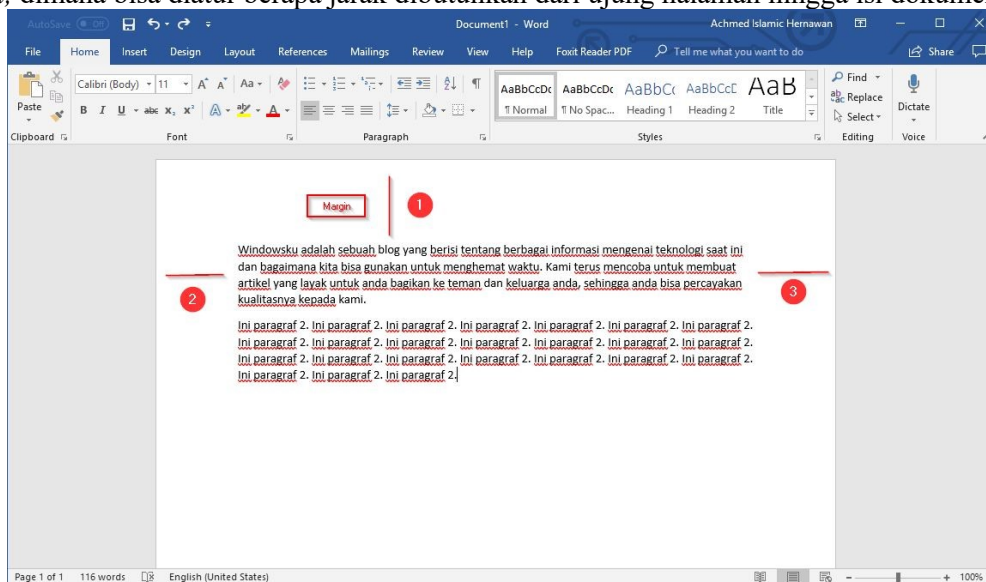 , dimana bisa diatur berapa jarak dibutuhkan dari ujung halaman hingga isi dokumen
AutoSave Off Document1 - Word Achmed Islamic Hernawan
File Home Insert Design Layout References Mailings Review View Help Foxit Reader PDF Tell me what you want to do Share
Calibri (Body) 11 Aa AaBbCcDc AaBbCcDc AaBbCc AaBbCcE AaB Find
Paste B I U abc ¶ Normal ¶ No Spac... Heading 1 Heading 2 Title Replace Dictate
Select
Clipboard Font Paragraph Styles Editing Voice
Margin 1
Windowsku adalah sebuah blog yang berisi tentang berbagai informasi mengenai teknologi saat ini
dan bagaimana kita bisa gunakan untuk menghemat waktu. Kami terus mencoba untuk membuat
artikel yang layak untuk anda bagikan ke teman dan keluarga anda, sehingga anda bisa percayakan
kualitasnya kepada kami.
2 3
Ini paragraf 2. Ini paragraf 2. Ini paragraf 2. Ini paragraf 2. Ini paragraf 2. Ini paragraf 2. Ini paragraf 2.
Ini paragraf 2. Ini paragraf 2. Ini paragraf 2. Ini paragraf 2. Ini paragraf 2. Ini paragraf 2. Ini paragraf 2.
Ini paragraf 2. Ini paragraf 2. Ini paragraf 2. Ini paragraf 2. Ini paragraf 2. Ini paragraf 2. Ini paragraf 2.
Ini paragraf 2. Ini paragraf 2. Ini paragraf 2.
Page 1 of 1 116 words English (United States) 100%